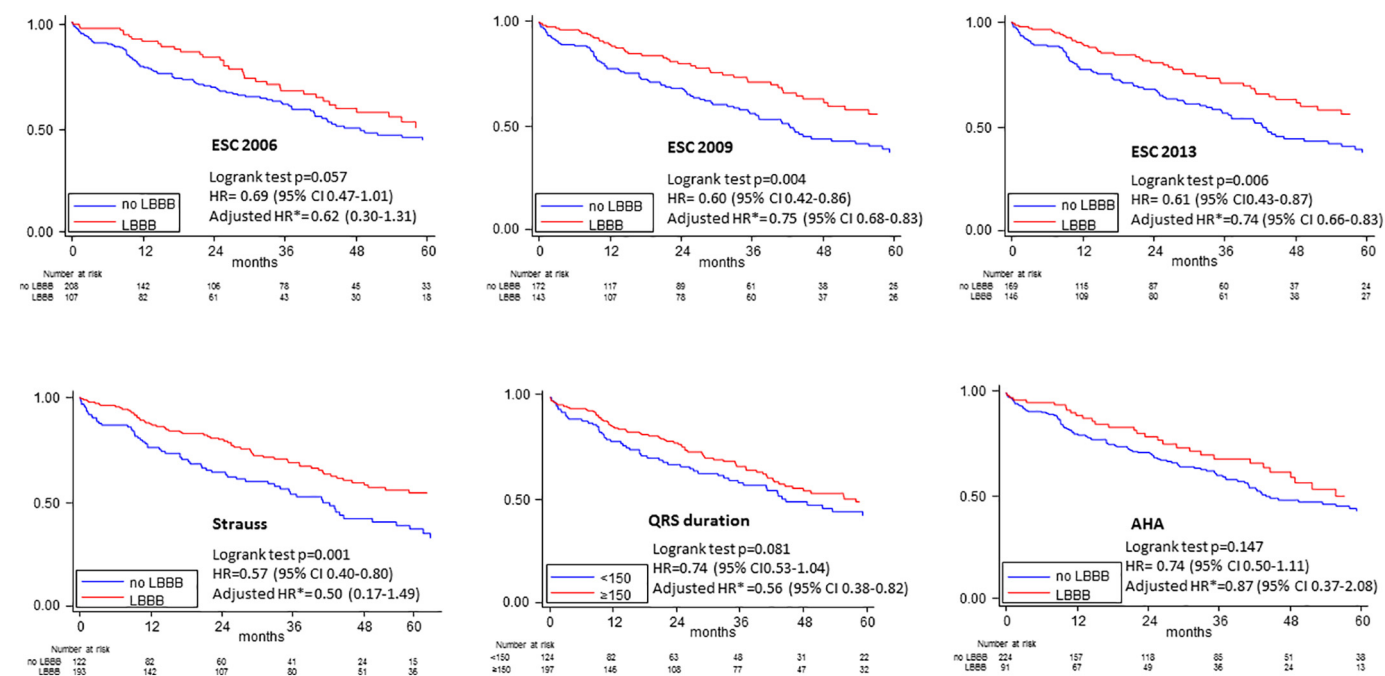 1.00
0.50
0.00
ESC 2006
Logrank test p=0.057
HR= 0.69 (95% CI 0.47-1.01)
Adjusted HR*=0.62 (0.30-1.31)
no LBBB
LBBB
0 12 24 36 48 60
months
Number at risk
no LBBB 208 142 106 78 45 33
LBBB 107 82 61 43 30 18
1.00
0.50
0.00
ESC 2009
Logrank test p=0.004
HR= 0.60 (95% CI 0.42-0.86)
Adjusted HR*=0.75 (95% CI 0.68-0.83)
no LBBB
LBBB
0 12 24 36 48 60
months
Number at risk
no LBBB 172 117 89 61 38 25
LBBB 143 107 78 60 37 26
1.00
0.50
0.00
ESC 2013
Logrank test p=0.006
HR= 0.61 (95% CI0.43-0.87)
Adjusted HR*=0.74 (95% CI 0.66-0.83)
no LBBB
LBBB
0 12 24 36 48 60
months
Number at risk
no LBBB 169 115 87 60 37 24
LBBB 146 109 80 61 38 27
1.00
0.50
0.00
Strauss
Logrank test p=0.001
HR=0.57 (95% CI 0.40-0.80)
Adjusted HR*=0.50 (0.17-1.49)
no LBBB
LBBB
0 12 24 36 48 60
months
Number at risk
no LBBB 122 82 60 41 24 15
LBBB 193 142 107 80 51 36
1.00
0.50
0.00
QRS duration
Logrank test p=0.081
HR=0.74 (95% CI0.53-1.04)
Adjusted HR*=0.56 (95% CI 0.38-0.82)
<150
≥150
0 12 24 36 48 60
months
Number at risk
<150 124 82 63 48 31 22
≥150 197 146 108 77 47 32
1.00
0.50
0.00
AHA
Logrank test p=0.147
HR= 0.74 (95% CI 0.50-1.11)
Adjusted HR*=0.87 (95% CI 0.37-2.08)
no LBBB
LBBB
0 12 24 36 48 60
months
Number at risk
no LBBB 224 157 118 85 51 38
LBBB 91 67 49 36 24 13